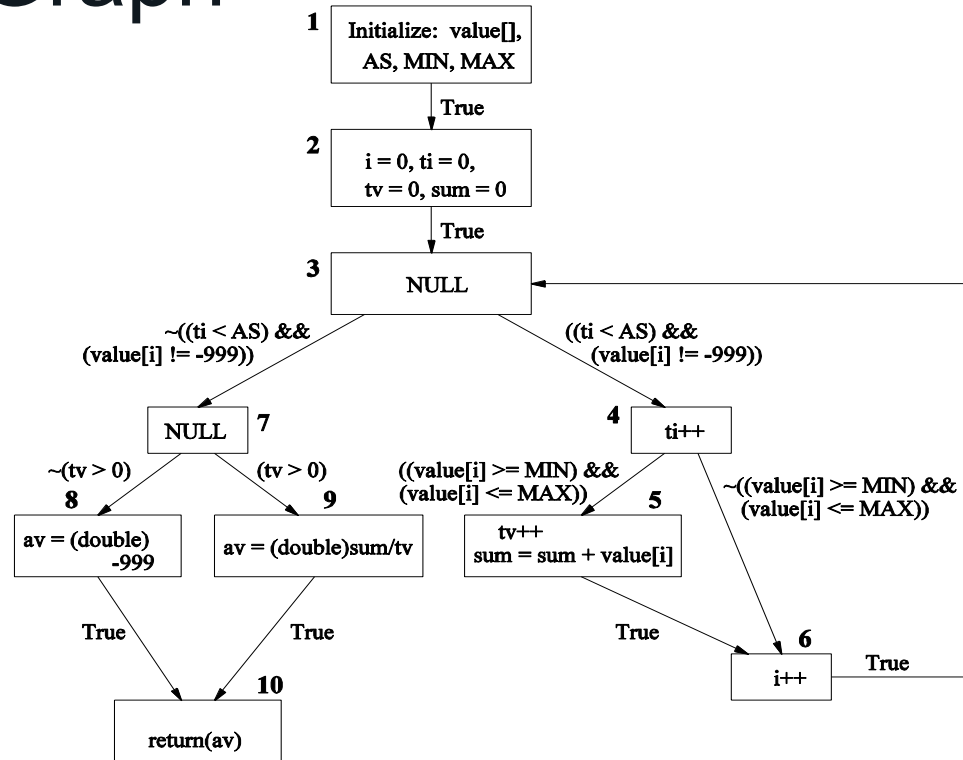 Graph
1
Initialize: value[],
AS, MIN, MAX
True
2
i = 0, ti = 0,
tv = 0, sum = 0
True
3
NULL
~((ti < AS) &&
(value[i] != -999))
((ti < AS) &&
(value[i] != -999))
NULL
7
4
ti++
~(tv > 0)
(tv > 0)
((value[i] >= MIN) &&
(value[i] <= MAX))
~((value[i] >= MIN) &&
(value[i] <= MAX))
8
av = (double)
-999
9
av = (double)sum/tv
5
tv++
sum = sum + value[i]
True
True
True
6
i++
True
10
return(av)